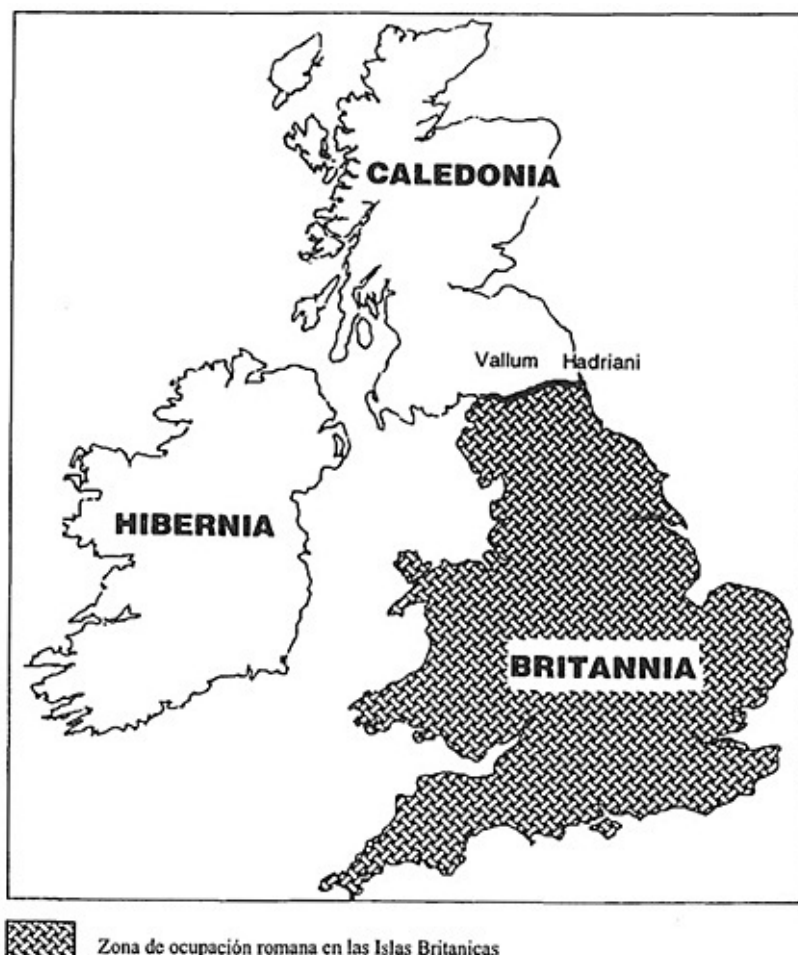 CALEDONIA
Vallum Hadriani
HIBERNIA
BRITANNIA
Zona de ocupación romana en las Islas Britanicas